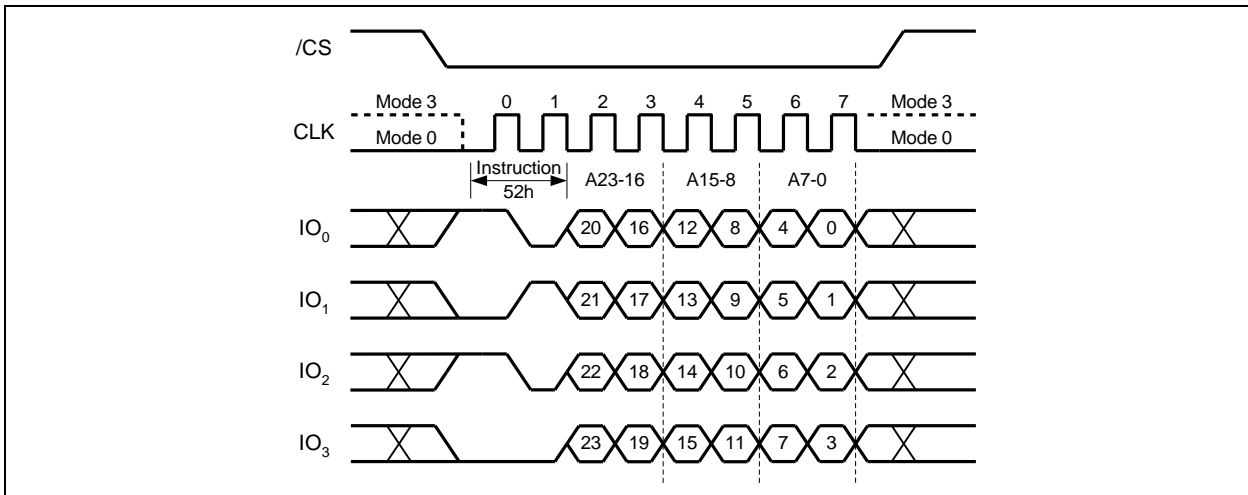 /CS
Mode 3 0 1 2 3 4 5 6 7 Mode 3
CLK
Mode 0 Mode 0
Instruction A23-16 A15-8 A7-0
52h
IO0 20 16 12 8 4 0
IO1 21 17 13 9 5 1
IO2 22 18 14 10 6 2
IO3 23 19 15 11 7 3